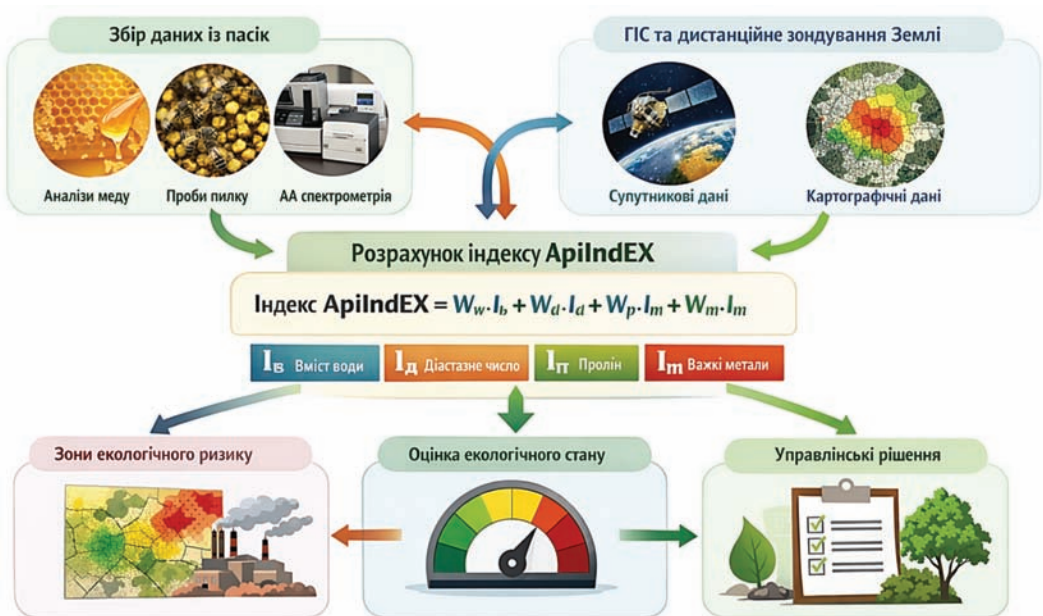 Збір даних із пасік
ГІС та дистанційне зондування Землі
Аналізи меду
Проби пилку
АА спектрометрія
Супутникові дані
Картографічні дані
Розрахунок індексу ApiIndEX
Індекс ApiIndEX = Ww·Ib + Wd·Id + Wp·Im + Wm·Im
Iв Вміст води
Iд Діастазне число
Iп Пролін
Im Важкі метали
Зони екологічного ризику
Оцінка екологічного стану
Управлінські рішення